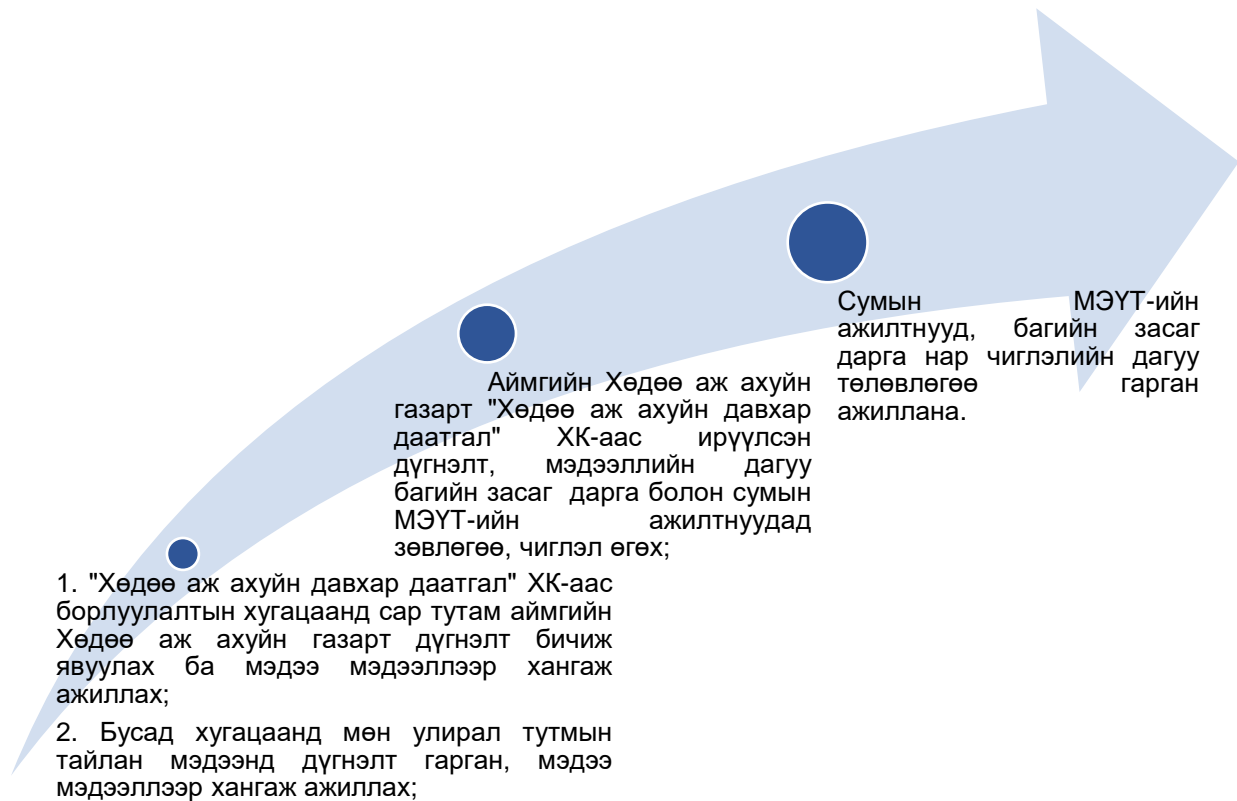 1. "Хөдөө аж ахуйн давхар даатгал" ХК-аас
борлуулалтын хугацаанд сар тутам аймгийн
Хөдөө аж ахуйн газарт дүгнэлт бичиж
явуулах ба мэдээ мэдээллээр хангаж
ажиллах;
2. Бусад хугацаанд мөн улирал тутмын
тайлан мэдээнд дүгнэлт гарган, мэдээ
мэдээллээр хангаж ажиллах;
Аймгийн Хөдөө аж ахуйн
газарт "Хөдөө аж ахуйн давхар
даатгал" ХК-аас ирүүлсэн
дүгнэлт, мэдээллийн дагуу
багийн засаг дарга болон сумын
МЭҮТ-ийн ажилтнуудад
зөвлөгөө, чиглэл өгөх;
Сумын МЭҮТ-ийн
ажилтнууд, багийн засаг
дарга нар чиглэлийн дагуу
төлөвлөгөө гарган
ажиллана.